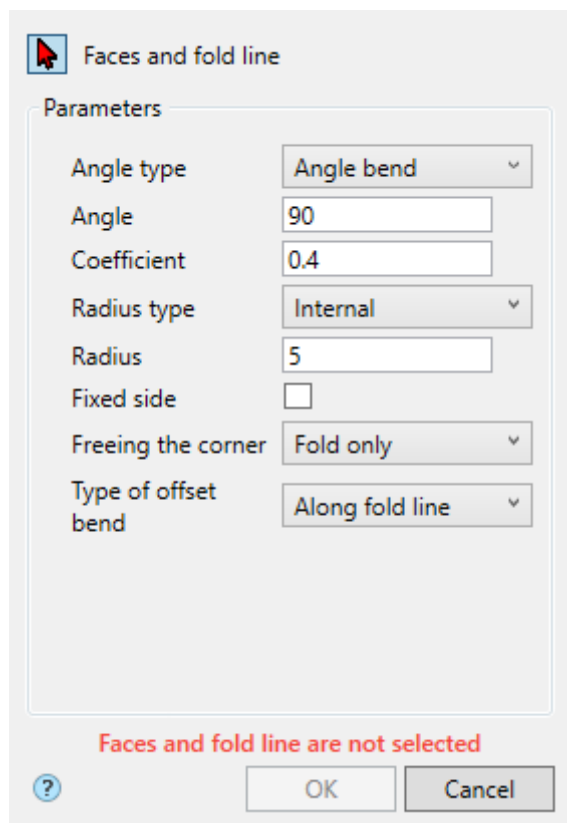 Faces and fold line
Parameters
Angle type Angle bend
Angle 90
Coefficient 0.4
Radius type Internal
Radius 5
Fixed side
Freeing the corner Fold only
Type of offset
bend Along fold line
Faces and fold line are not selected
? OK Cancel